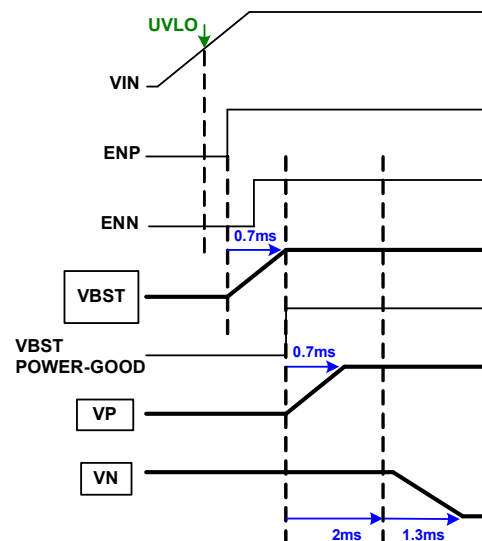 UVLO
VIN
ENP
ENN
0.7ms
VBST
VBST
POWER-GOOD
0.7ms
VP
VN
2ms
1.3ms